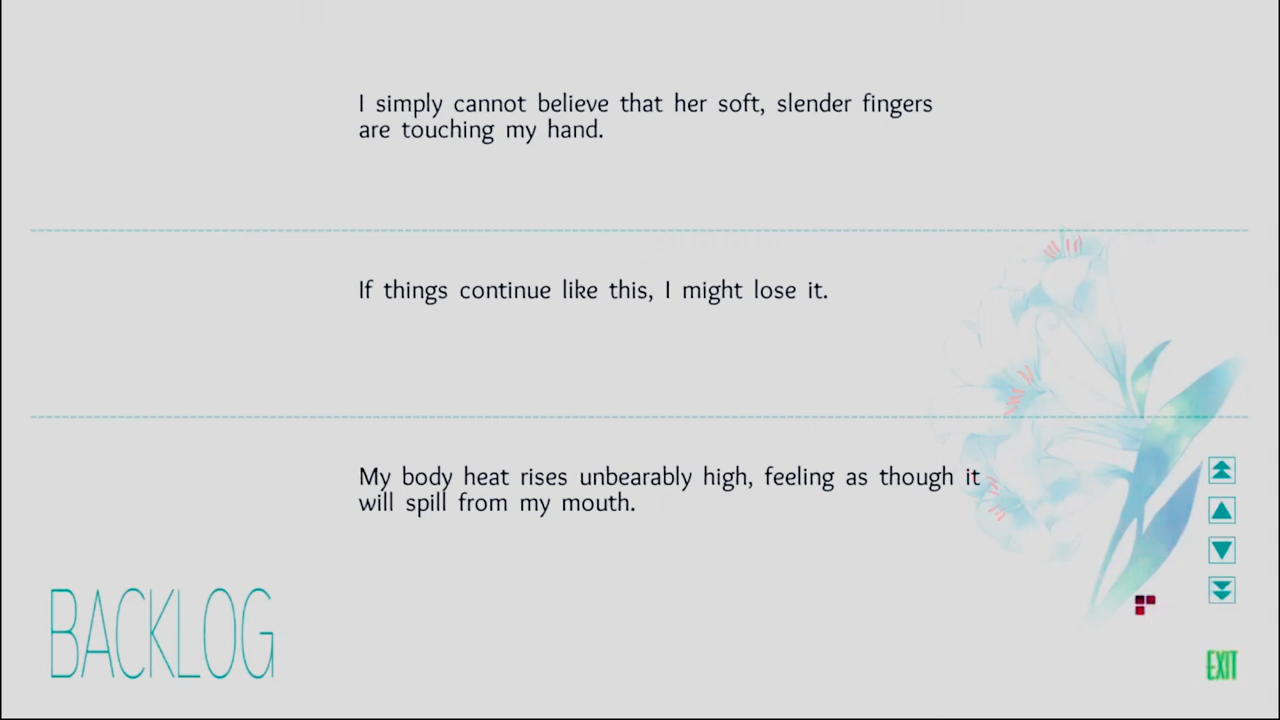 I simply cannot believe that her soft, slender fingers
are touching my hand.
If things continue like this, I might lose it.
My body heat rises unbearably high, feeling as though it
will spill from my mouth.
BACKLOG
EXIT